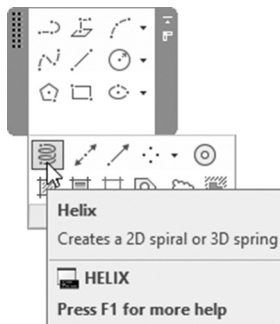 Helix
Creates a 2D spiral or 3D spring
HELIX
Press F1 for more help